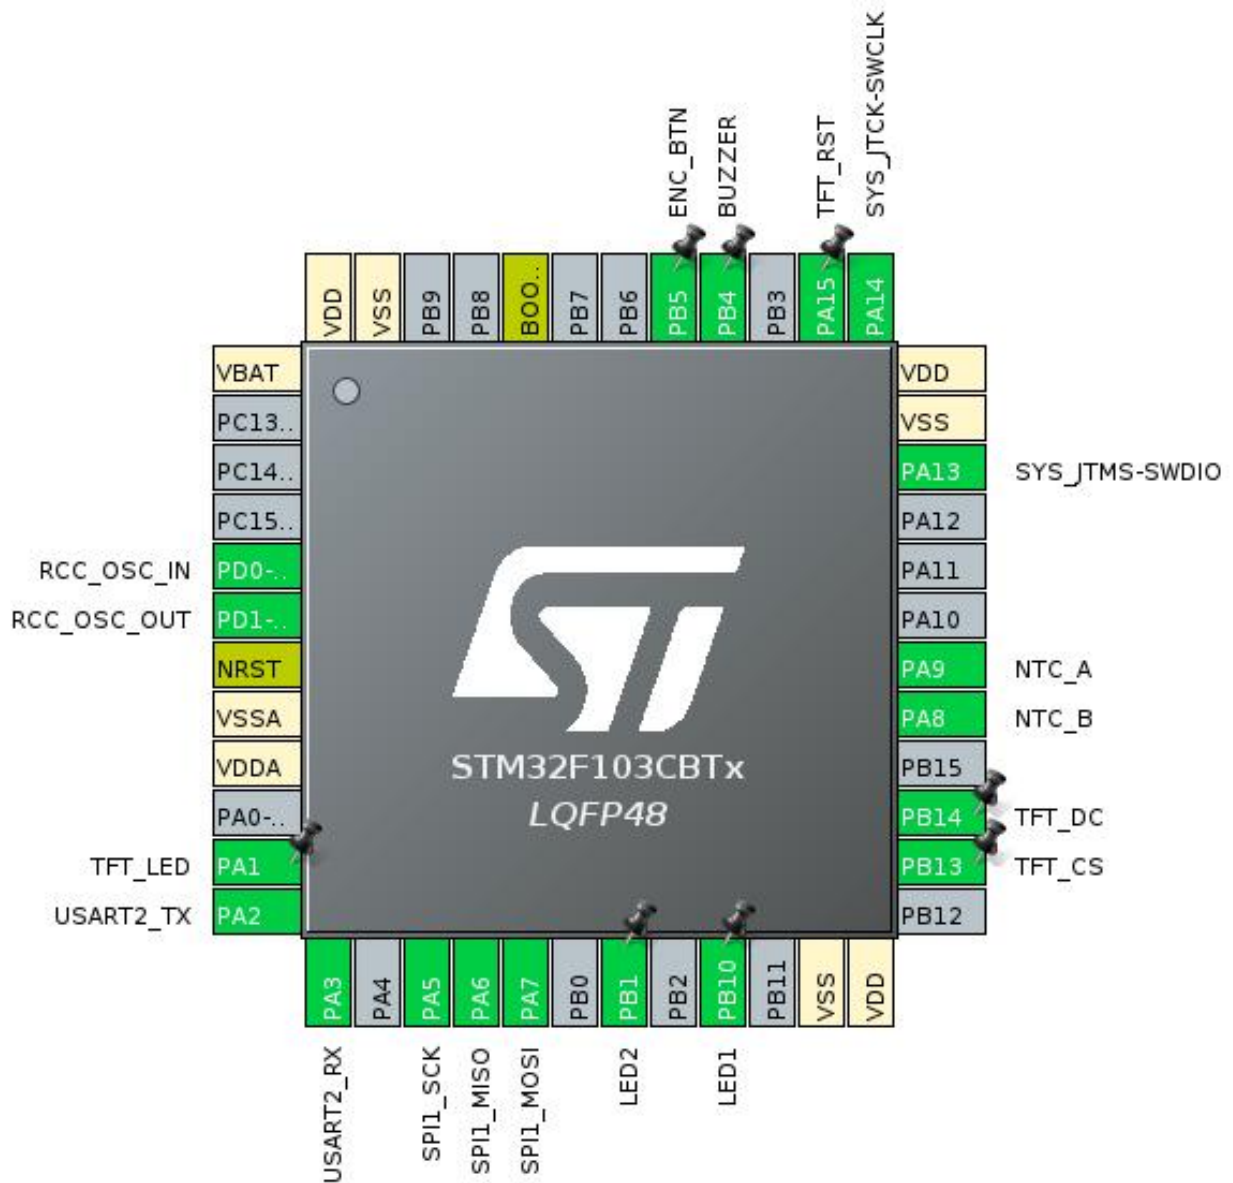 ENC_BTN
BUZZER
TFT_RST
SYS_JTCK-SWCLK
VDD
VSS
PB9
PB8
BOO..
PB7
PB6
PB5
PB4
PB3
PA15
PA14
VBAT
PC13..
PC14..
PC15..
RCC_OSC_IN PD0-..
RCC_OSC_OUT PD1-..
NRST
VSSA
VDDA
PA0-..
TFT_LED PA1
USART2_TX PA2
STM32F103CBTx
LQFP48
VDD
VSS
PA13 SYS_JTMS-SWDIO
PA12
PA11
PA10
PA9 NTC_A
PA8 NTC_B
PB15
PB14 TFT_DC
PB13 TFT_CS
PB12
PA3
PA4
PA5
PA6
PA7
PB0
PB1
PB2
PB10
PB11
VSS
VDD
USART2_RX
SPI1_SCK
SPI1_MISO
SPI1_MOSI
LED2
LED1